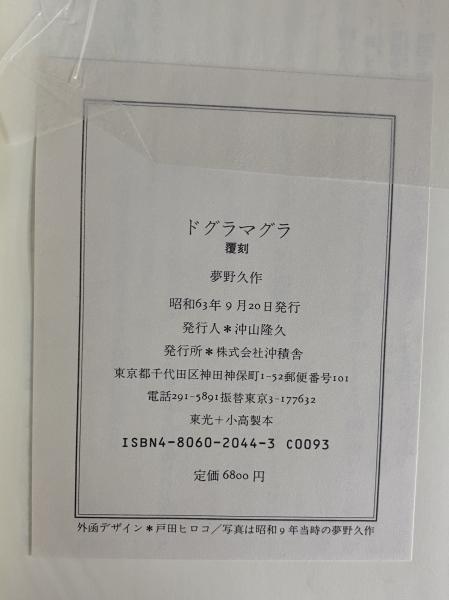 ドグラマグラ
覆刻
夢野久作
昭和63年9月20日発行
発行人＊沖山隆久
発行所＊株式会社沖積舎
東京都千代田区神田神保町1-52郵便番号101
電話291-5891振替東京3-177632
東光＋小高製本
ISBN4-8060-2044-3 C0093
定価6800円
外函デザイン＊戸田ヒロコ／写真は昭和9年当時の夢野久作